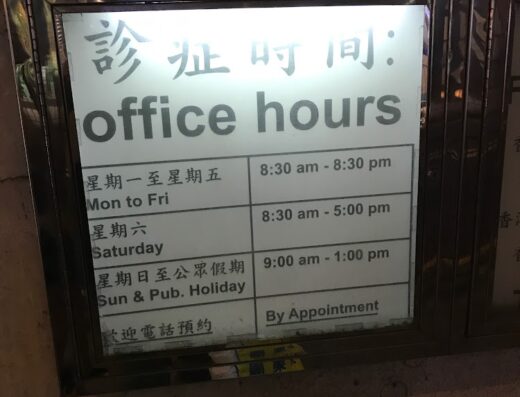 診症時間:
office hours
星期一至星期五 8:30 am - 8:30 pm
Mon to Fri
星期六 8:30 am - 5:00 pm
Saturday
星期日至公眾假期 9:00 am - 1:00 pm
Sun & Pub. Holiday
歡迎電話預約 By Appointment